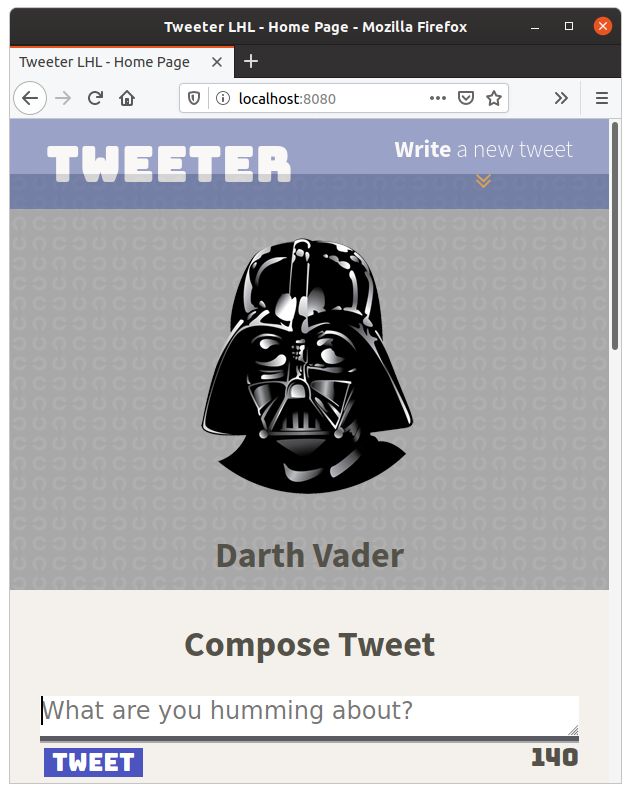 Tweeter LHL - Home Page - Mozilla Firefox
Tweeter LHL - Home Page
localhost:8080
TWEETER
Write a new tweet
Darth Vader
Compose Tweet
What are you humming about?
TWEET 140